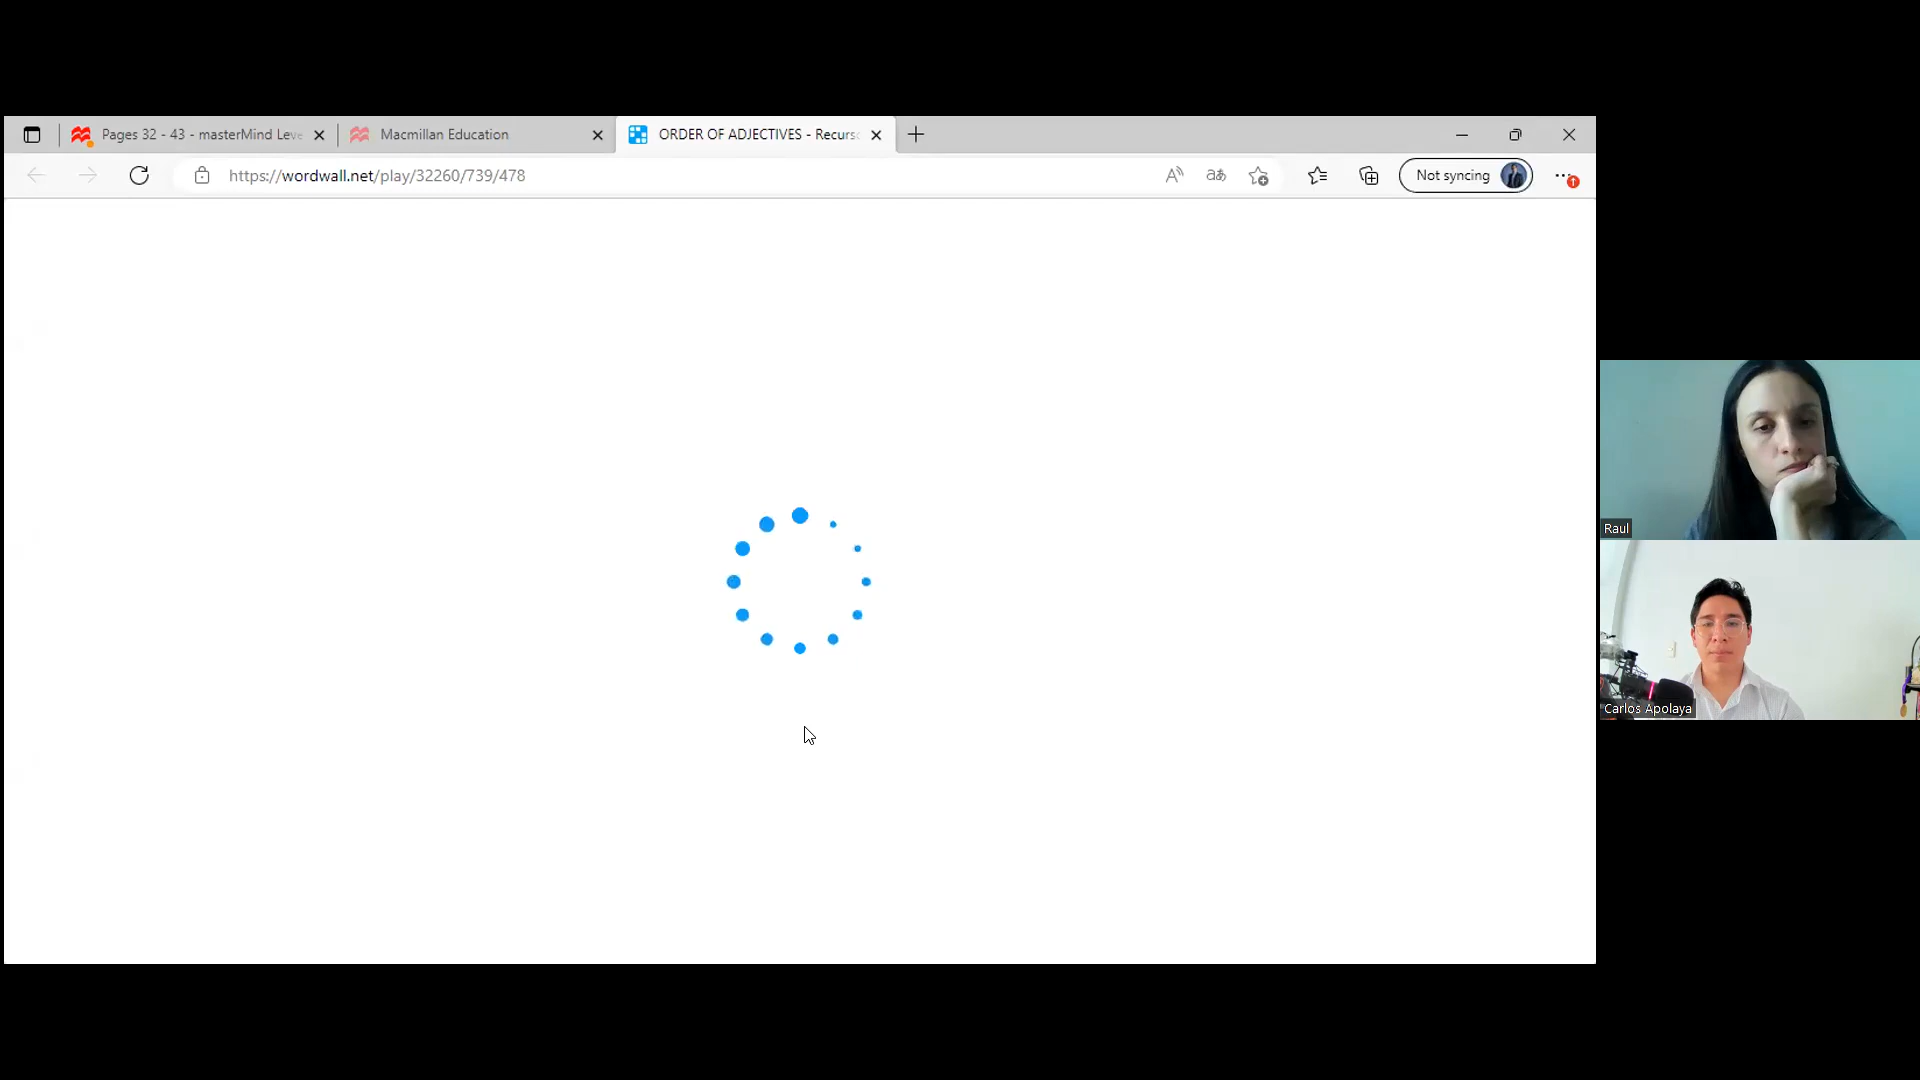 Pages 32 - 43 - masterMind Leve
Macmillan Education
ORDER OF ADJECTIVES - Recurso
https://wordwall.net/play/32260/739/478
Not syncing
Raul
Carlos Apolaya